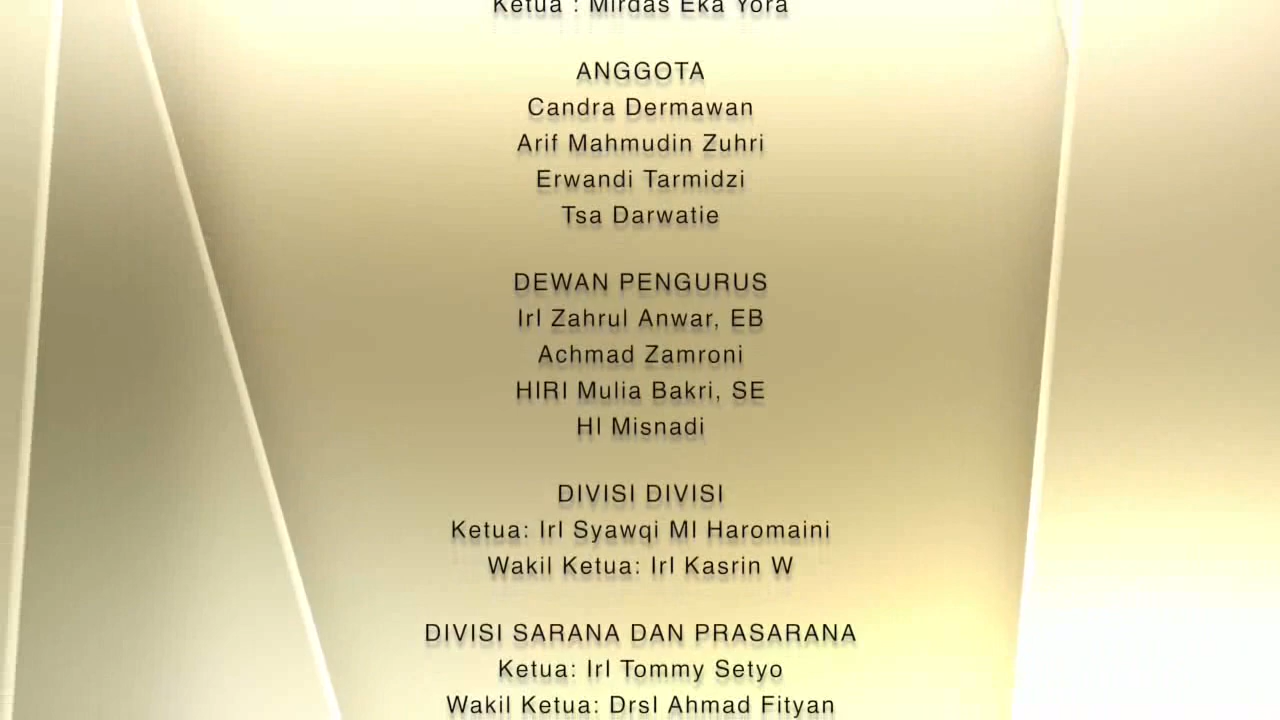 Ketua : Mirdas Eka Yora
ANGGOTA
Candra Dermawan
Arif Mahmudin Zuhri
Erwandi Tarmidzi
Tsa Darwatie
DEWAN PENGURUS
Irl Zahrul Anwar, EB
Achmad Zamroni
HIRI Mulia Bakri, SE
HI Misnadi
DIVISI DIVISI
Ketua: Irl Syawqi MI Haromaini
Wakil Ketua: Irl Kasrin W
DIVISI SARANA DAN PRASARANA
Ketua: Irl Tommy Setyo
Wakil Ketua: Drsl Ahmad Fityan